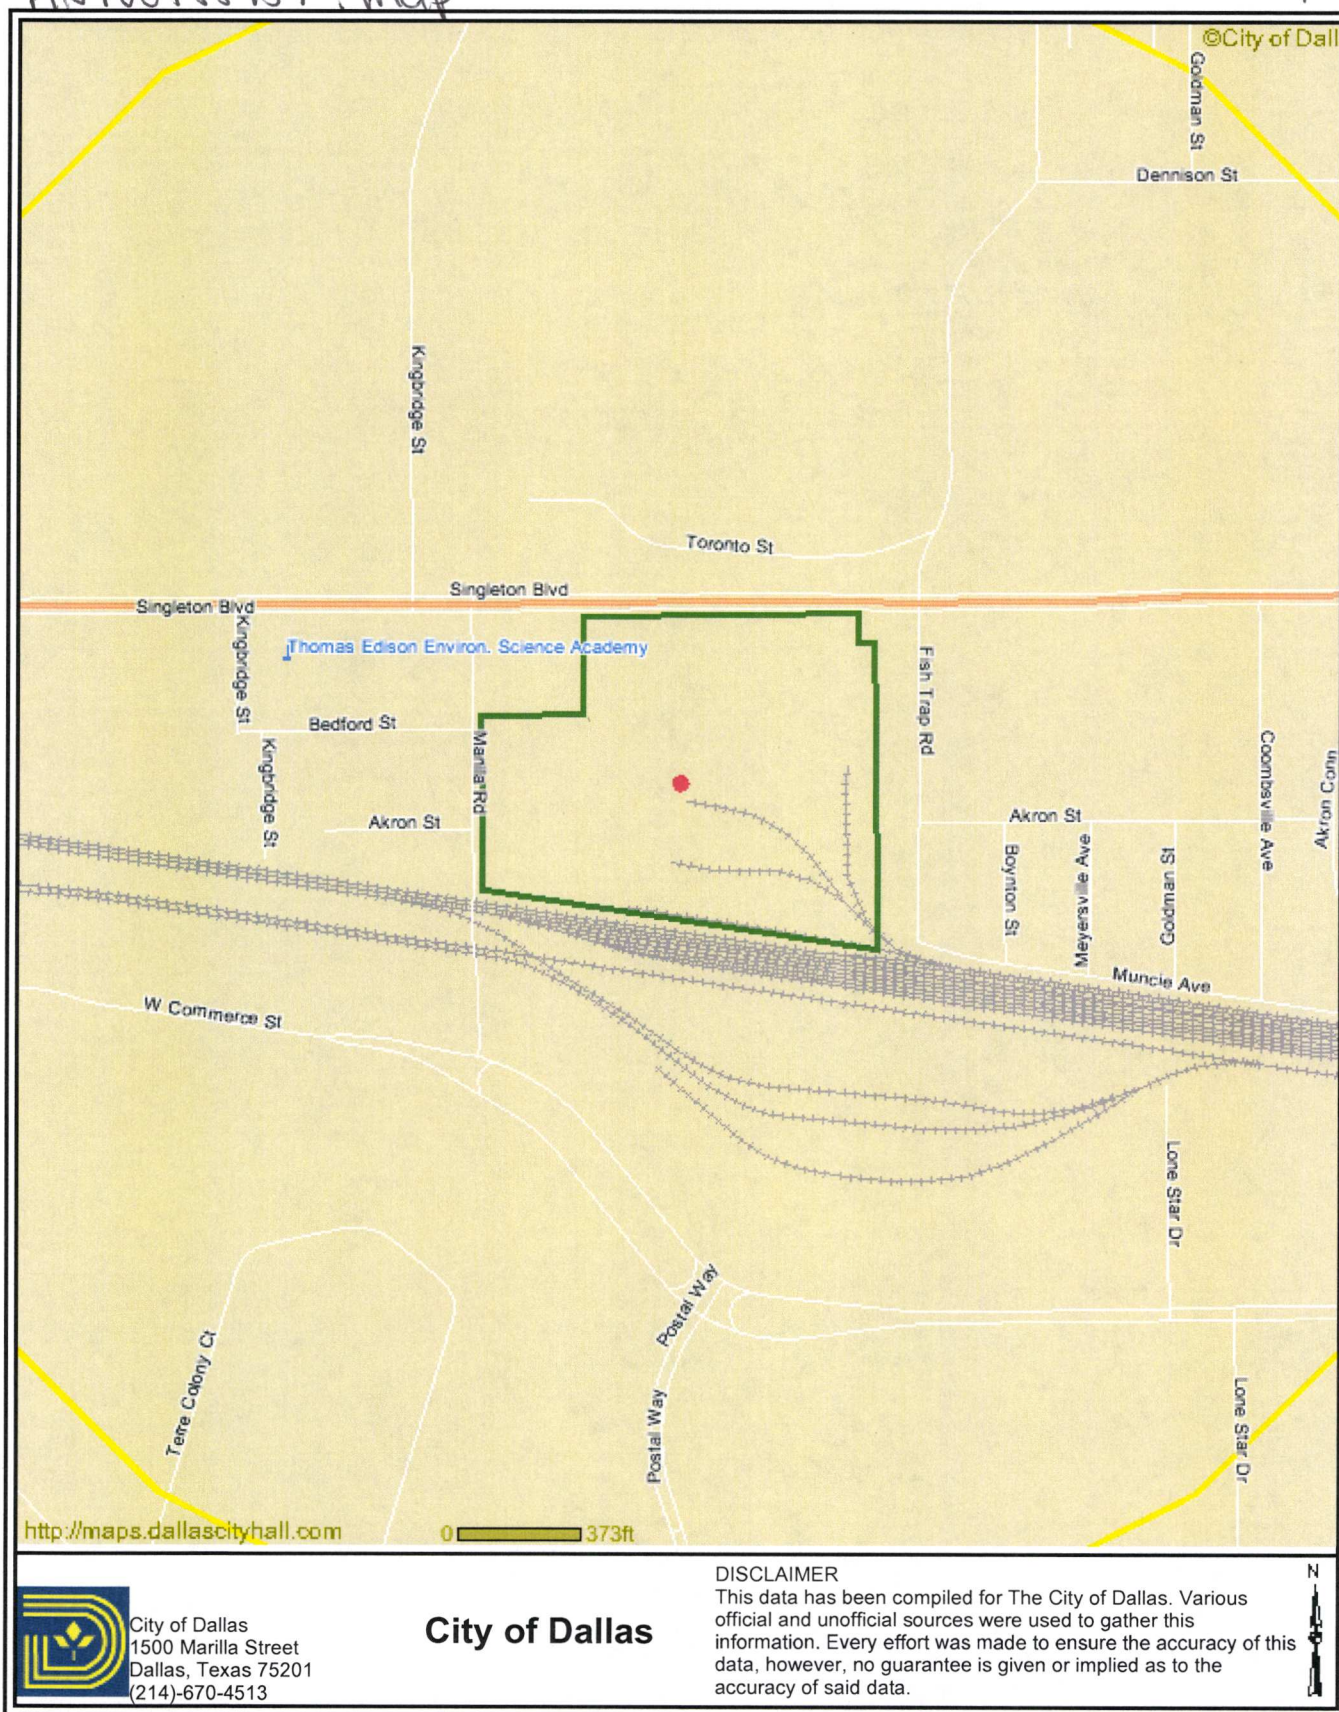 map
©City of Dall
Goldman St
Dennison St
Kingbridge St
Toronto St
Singleton Blvd
Singleton Blvd
Kingbridge St
Thomas Edison Environ. Science Academy
Fish Trap Rd
Bedford St
Manila Rd
Kingbridge St
Coombsville Ave
Akron Conn
Akron St
Akron St
Boynton St
Meyersville Ave
Goldman St
Muncie Ave
W Commerce St
Lone Star Dr
Postal Way
Terre Colony Ct
Postal Way
Lone Star Dr
http://maps.dallascityhall.com
0 373ft
City of Dallas
1500 Marilla Street
Dallas, Texas 75201
(214)-670-4513
City of Dallas
DISCLAIMER
This data has been compiled for The City of Dallas. Various
official and unofficial sources were used to gather this
information. Every effort was made to ensure the accuracy of this
data, however, no guarantee is given or implied as to the
accuracy of said data.
N